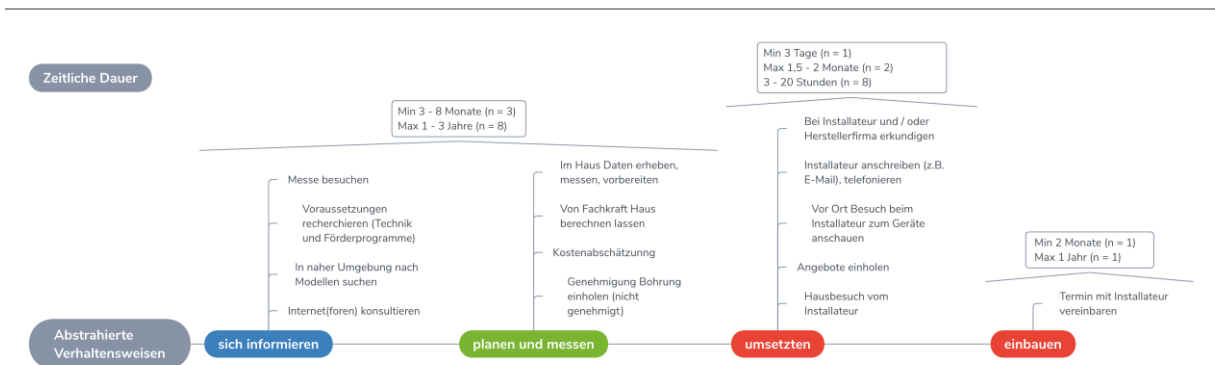 Zeitliche Dauer
Min 3 - 8 Monate (n = 3)
Max 1 - 3 Jahre (n = 8)
Min 3 Tage (n = 1)
Max 1,5 - 2 Monate (n = 2)
3 - 20 Stunden (n = 8)
Min 2 Monate (n = 1)
Max 1 Jahr (n = 1)
Messe besuchen
Voraussetzungen
recherchieren (Technik
und Förderprogramme)
In naher Umgebung nach
Modellen suchen
Internet(foren) konsultieren
Im Haus Daten erheben,
messen, vorbereiten
Von Fachkraft Haus
berechnen lassen
Kostenabschätzunng
Genehmigung Bohrung
einholen (nicht
genehmigt)
Bei Installateur und / oder
Herstellerfirma erkundigen
Installateur anschreiben (z.B.
E-Mail), telefonieren
Vor Ort Besuch beim
Installateur zum Geräte
anschauen
Angebote einholen
Hausbesuch vom
Installateur
Termin mit Installateur
vereinbaren
Abstrahierte
Verhaltensweisen
sich informieren
planen und messen
umsetzten
einbauen